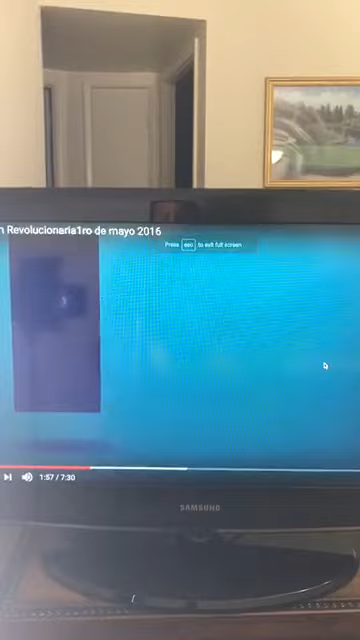 n Revolucionaria1ro de mayo 2016
Press esc to exit full screen
1:57 / 7:30
SAMSUNG